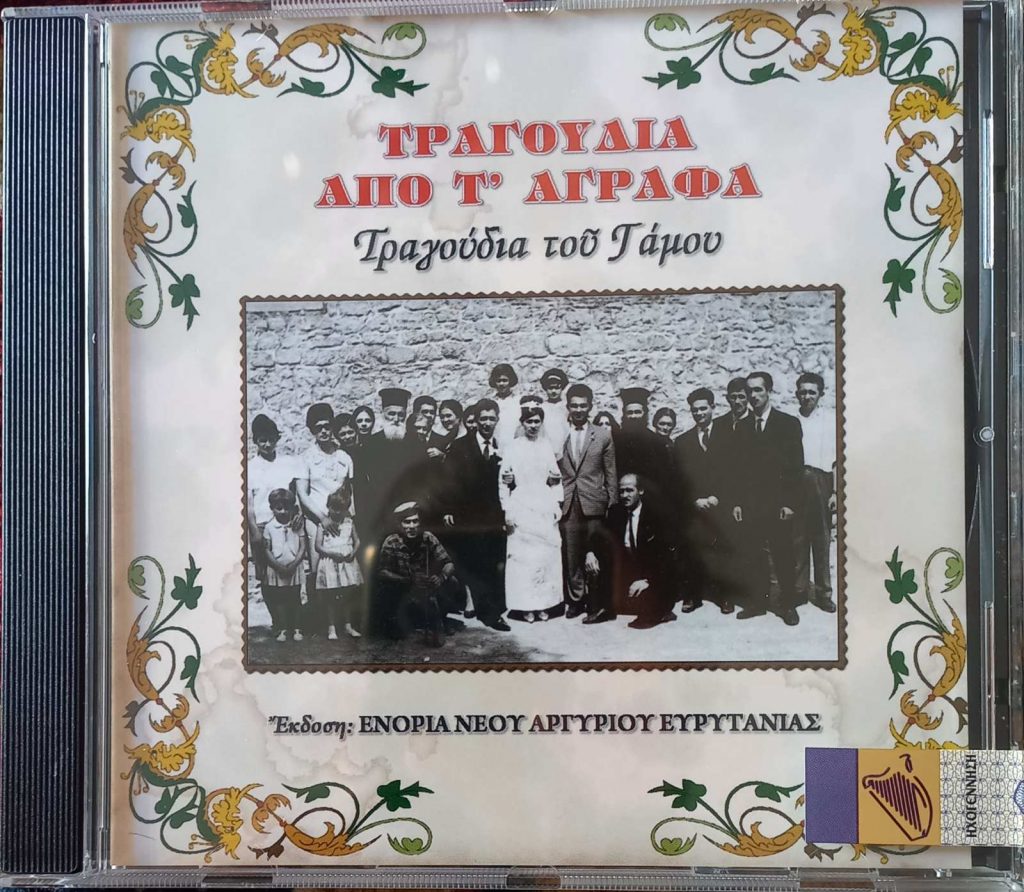 ΤΡΑΓΟΥΔΙΑ
ΑΠΟ Τ' ΑΓΡΑΦΑ
Τραγούδια τοῦ Γάμου
Ἔκδοση: ΕΝΟΡΙΑ ΝΕΟΥ ΑΡΓΥΡΙΟΥ ΕΥΡΥΤΑΝΙΑΣ
ΗΧΟΓΕΝΝΗΣΗ